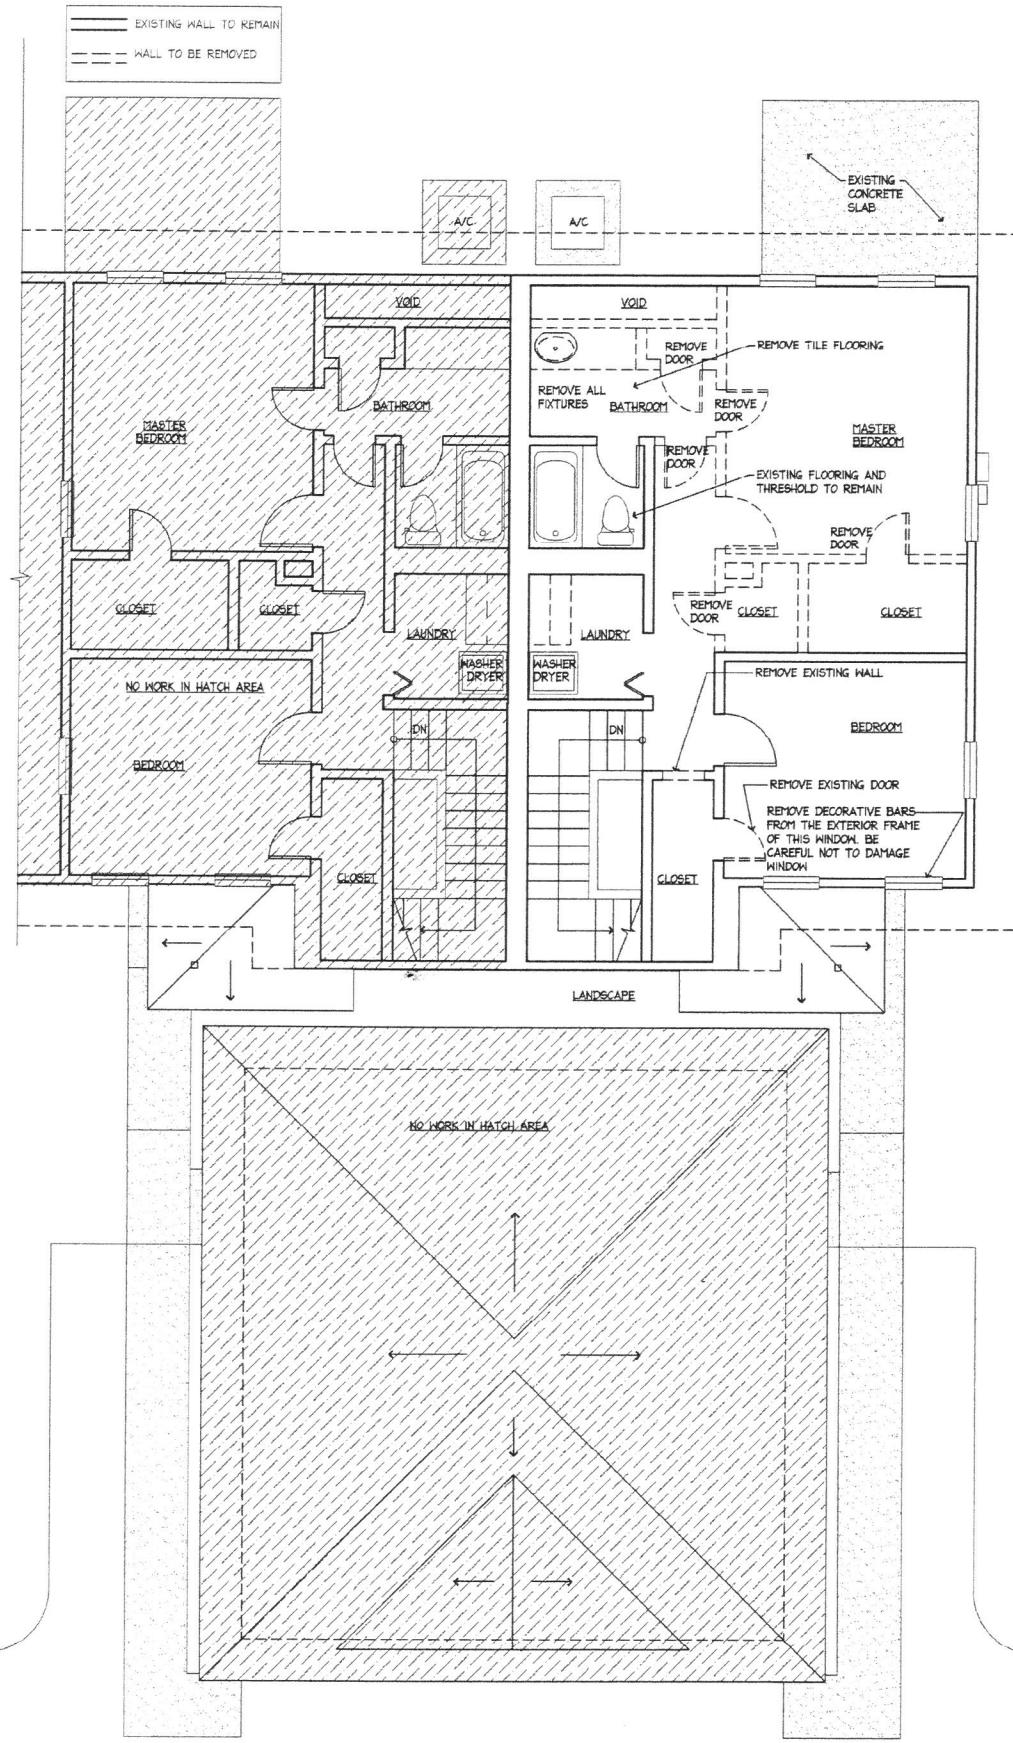 EXISTING WALL TO REMAIN
WALL TO BE REMOVED
EXISTING
CONCRETE
SLAB
A/C
A/C
VOID
VOID
REMOVE
DOOR
REMOVE TILE FLOORING
REMOVE ALL
FIXTURES
BATHROOM
BATHROOM
REMOVE
DOOR
MASTER
BEDROOM
MASTER
BEDROOM
REMOVE
DOOR
EXISTING FLOORING AND
THRESHOLD TO REMAIN
REMOVE
DOOR
CLOSET
CLOSET
REMOVE
DOOR
CLOSET
CLOSET
LAUNDRY
LAUNDRY
WASHER
DRYER
WASHER
DRYER
REMOVE EXISTING WALL
NO WORK IN HATCH AREA
DN
DN
BEDROOM
BEDROOM
REMOVE EXISTING DOOR
REMOVE DECORATIVE BARS
FROM THE EXTERIOR FRAME
OF THIS WINDOW. BE
CAREFUL NOT TO DAMAGE
WINDOW
CLOSET
CLOSET
LANDSCAPE
NO WORK IN HATCH AREA